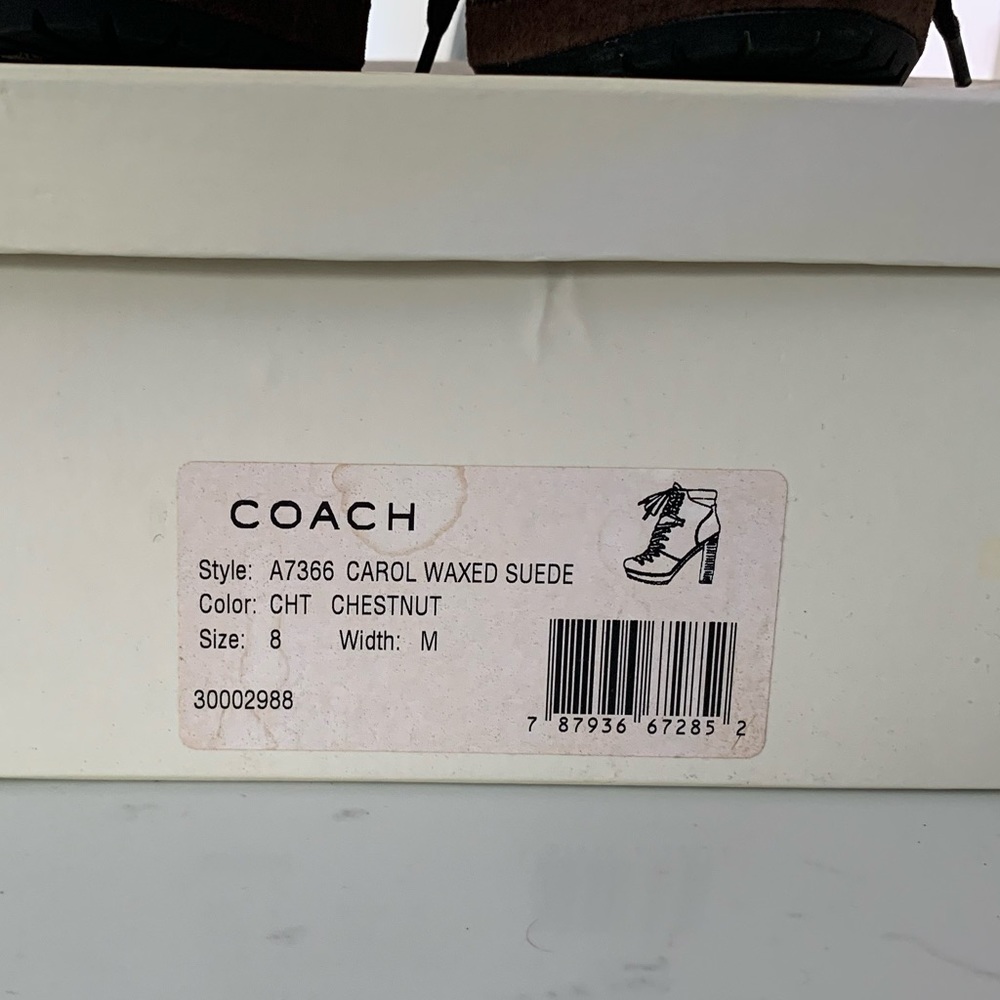 COACH
Style: A7366 CAROL WAXED SUEDE
Color: CHT CHESTNUT
Size: 8 Width: M
30002988
7 87936 67285 2